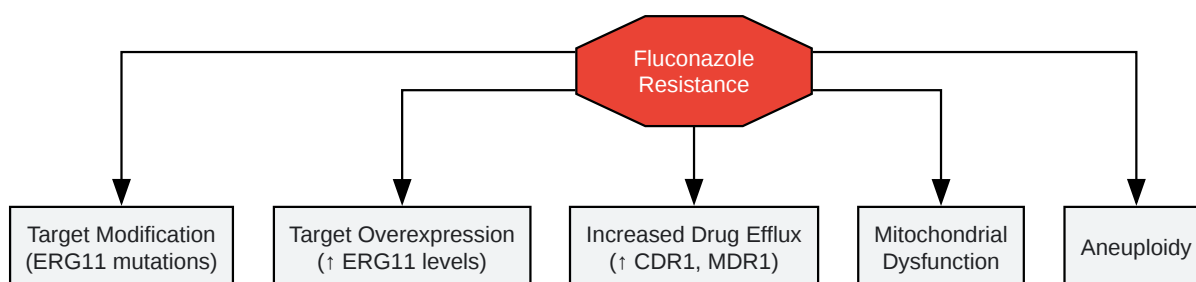 Fluconazole
Resistance
Target Modification
(ERG11 mutations)
Target Overexpression
(↑ ERG11 levels)
Increased Drug Efflux
(↑ CDR1, MDR1)
Mitochondrial
Dysfunction
Aneuploidy